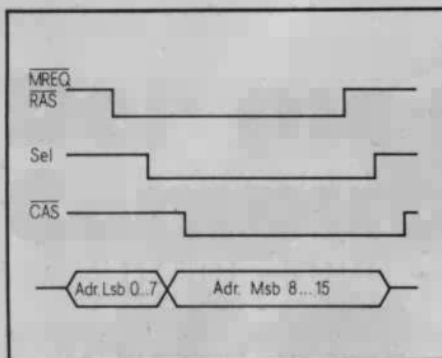 MREQ
RAS
Sel
CAS
Adr. Lsb 0...7 Adr. Msb 8...15